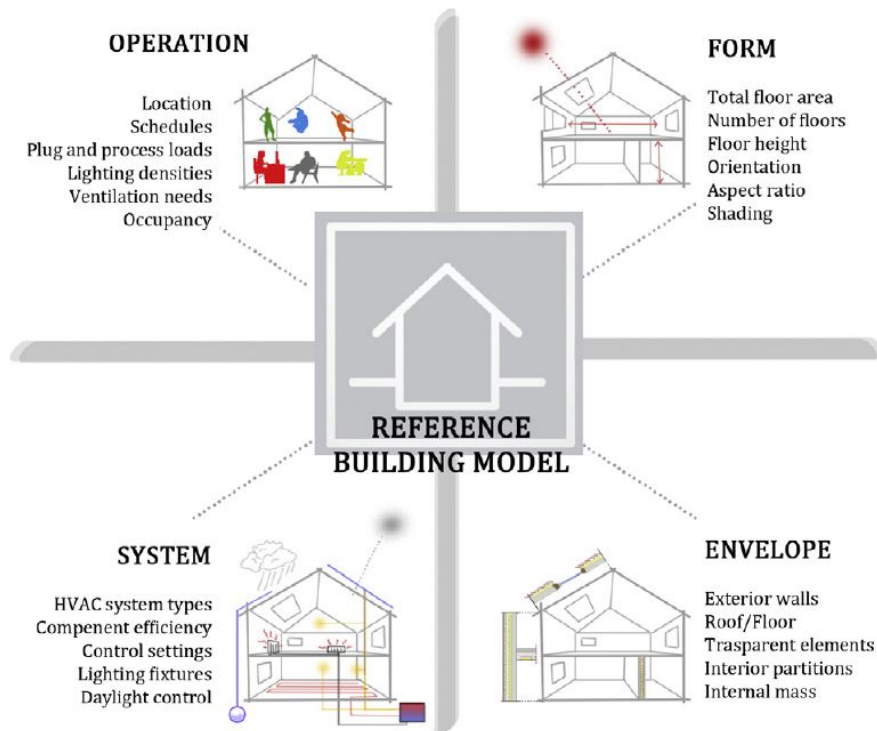 OPERATION
Location
Schedules
Plug and process loads
Lighting densities
Ventilation needs
Occupancy
FORM
Total floor area
Number of floors
Floor height
Orientation
Aspect ratio
Shading
REFERENCE
BUILDING MODEL
SYSTEM
HVAC system types
Compenent efficiency
Control settings
Lighting fixtures
Daylight control
ENVELOPE
Exterior walls
Roof/Floor
Trasparent elements
Interior partitions
Internal mass